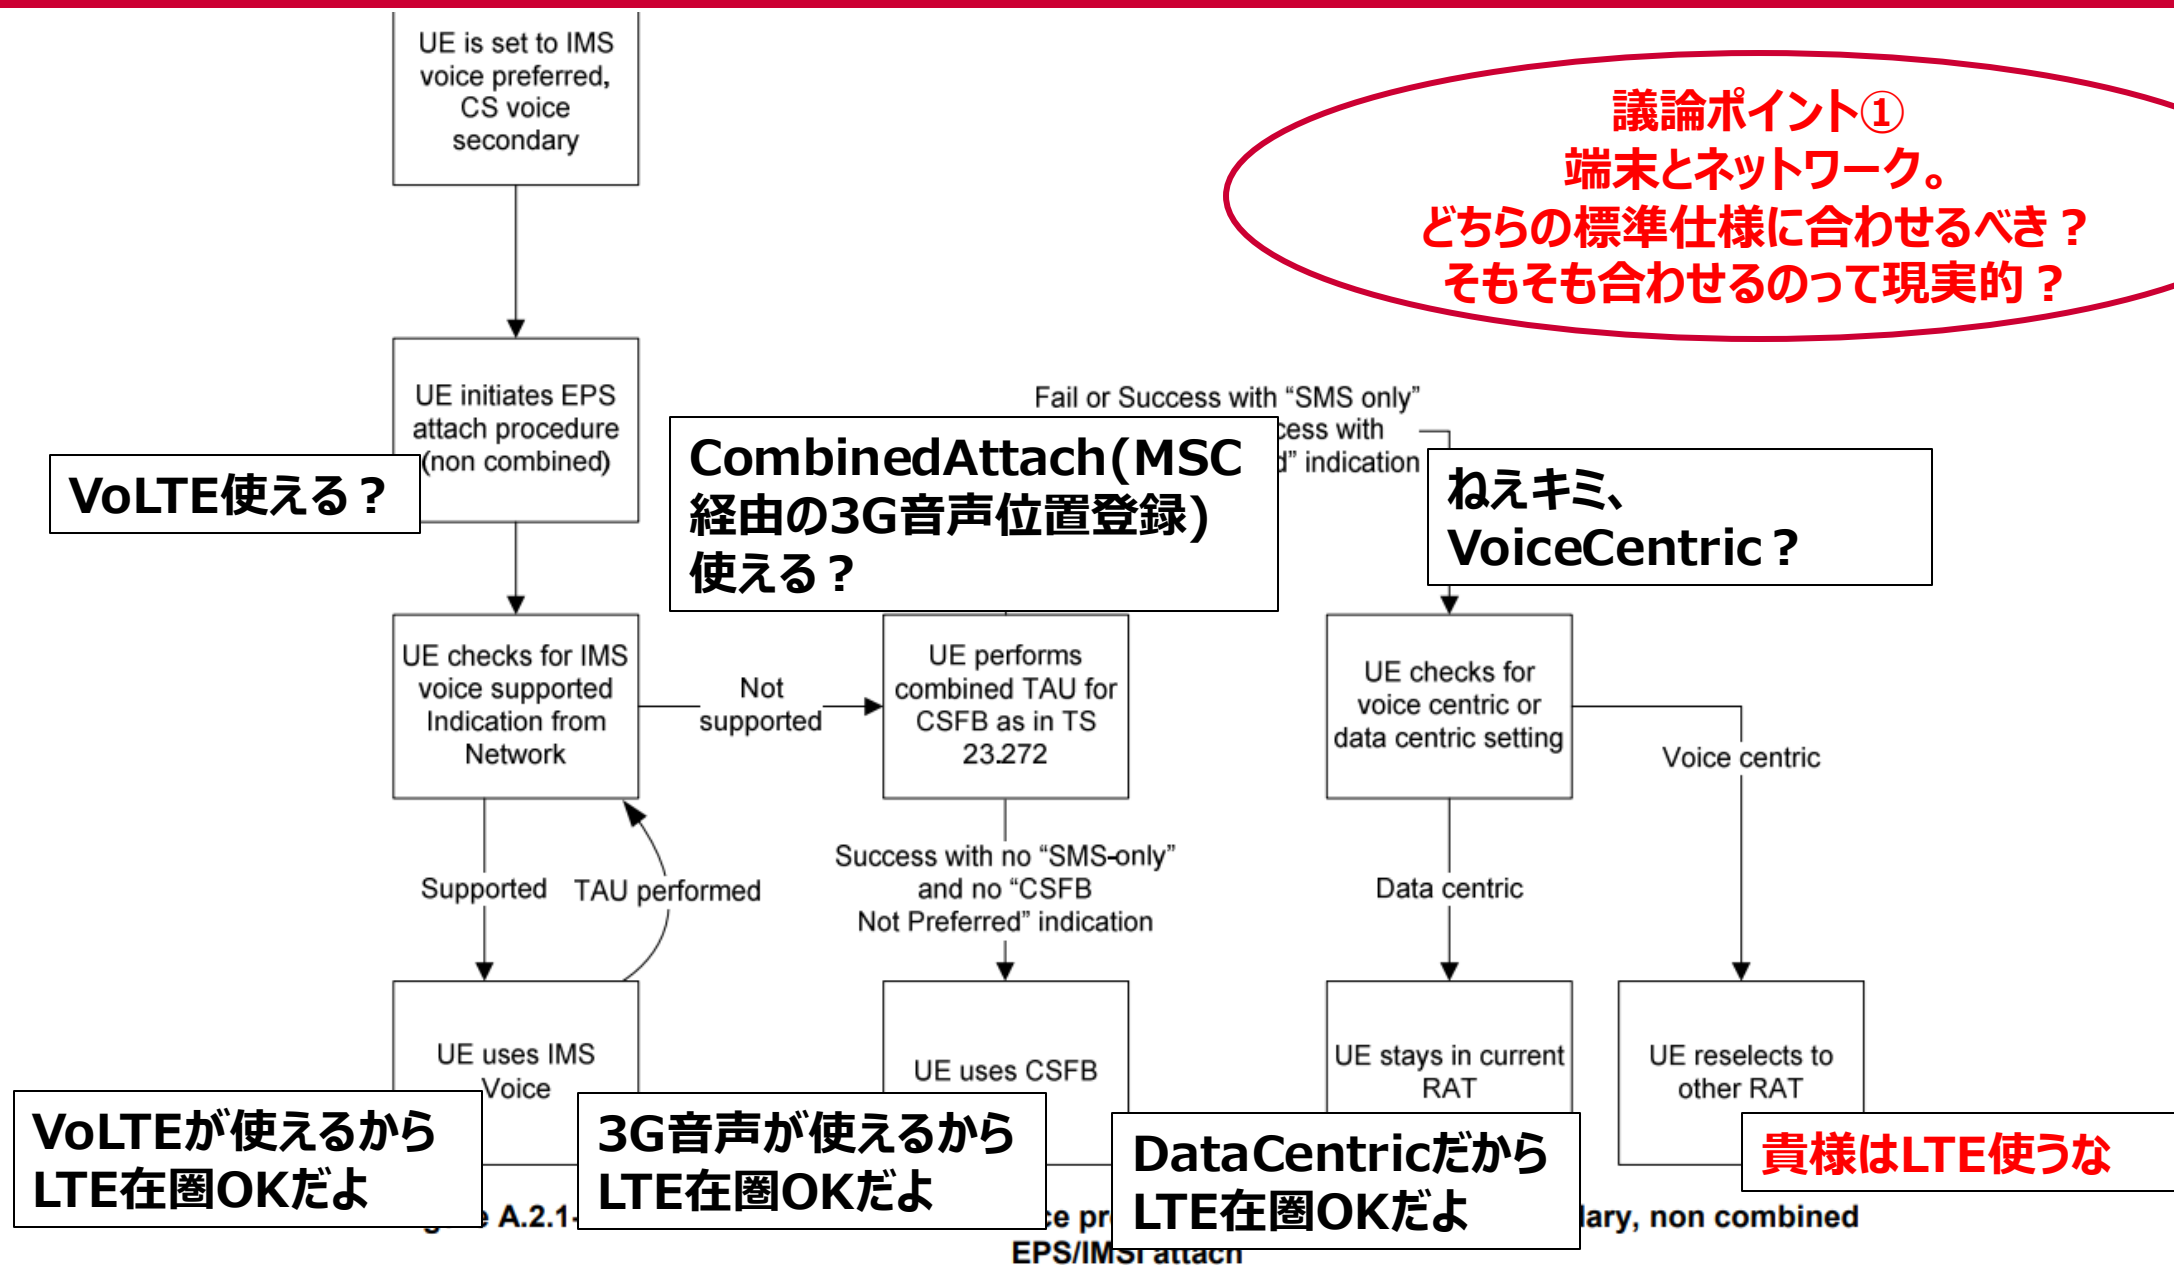 UE is set to IMS
voice preferred,
CS voice
secondary
議論ポイント①
端末とネットワーク。
どちらの標準仕様に合わせるべき？
そもそも合わせるのって現実的？
UE initiates EPS
attach procedure
(non combined)
VoLTE使える？
Fail or Success with “SMS only”
with
indication
CombinedAttach(MSC
経由の3G音声位置登録)
使える？
ねえキミ、
VoiceCentric？
UE checks for IMS
voice supported
Indication from
Network
Not
supported
UE performs
combined TAU for
CSFB as in TS
23.272
UE checks for
voice centric or
data centric setting
Voice centric
Supported
TAU performed
Success with no “SMS-only”
and no “CSFB
Not Preferred” indication
Data centric
UE uses IMS
Voice
UE uses CSFB
UE stays in current
RAT
UE reselects to
other RAT
VoLTEが使えるから
LTE在圏OKだよ
3G音声が使えるから
LTE在圏OKだよ
DataCentricだから
LTE在圏OKだよ
貴様はLTE使うな
A.2.1-
non combined
EPS/IMSI attach